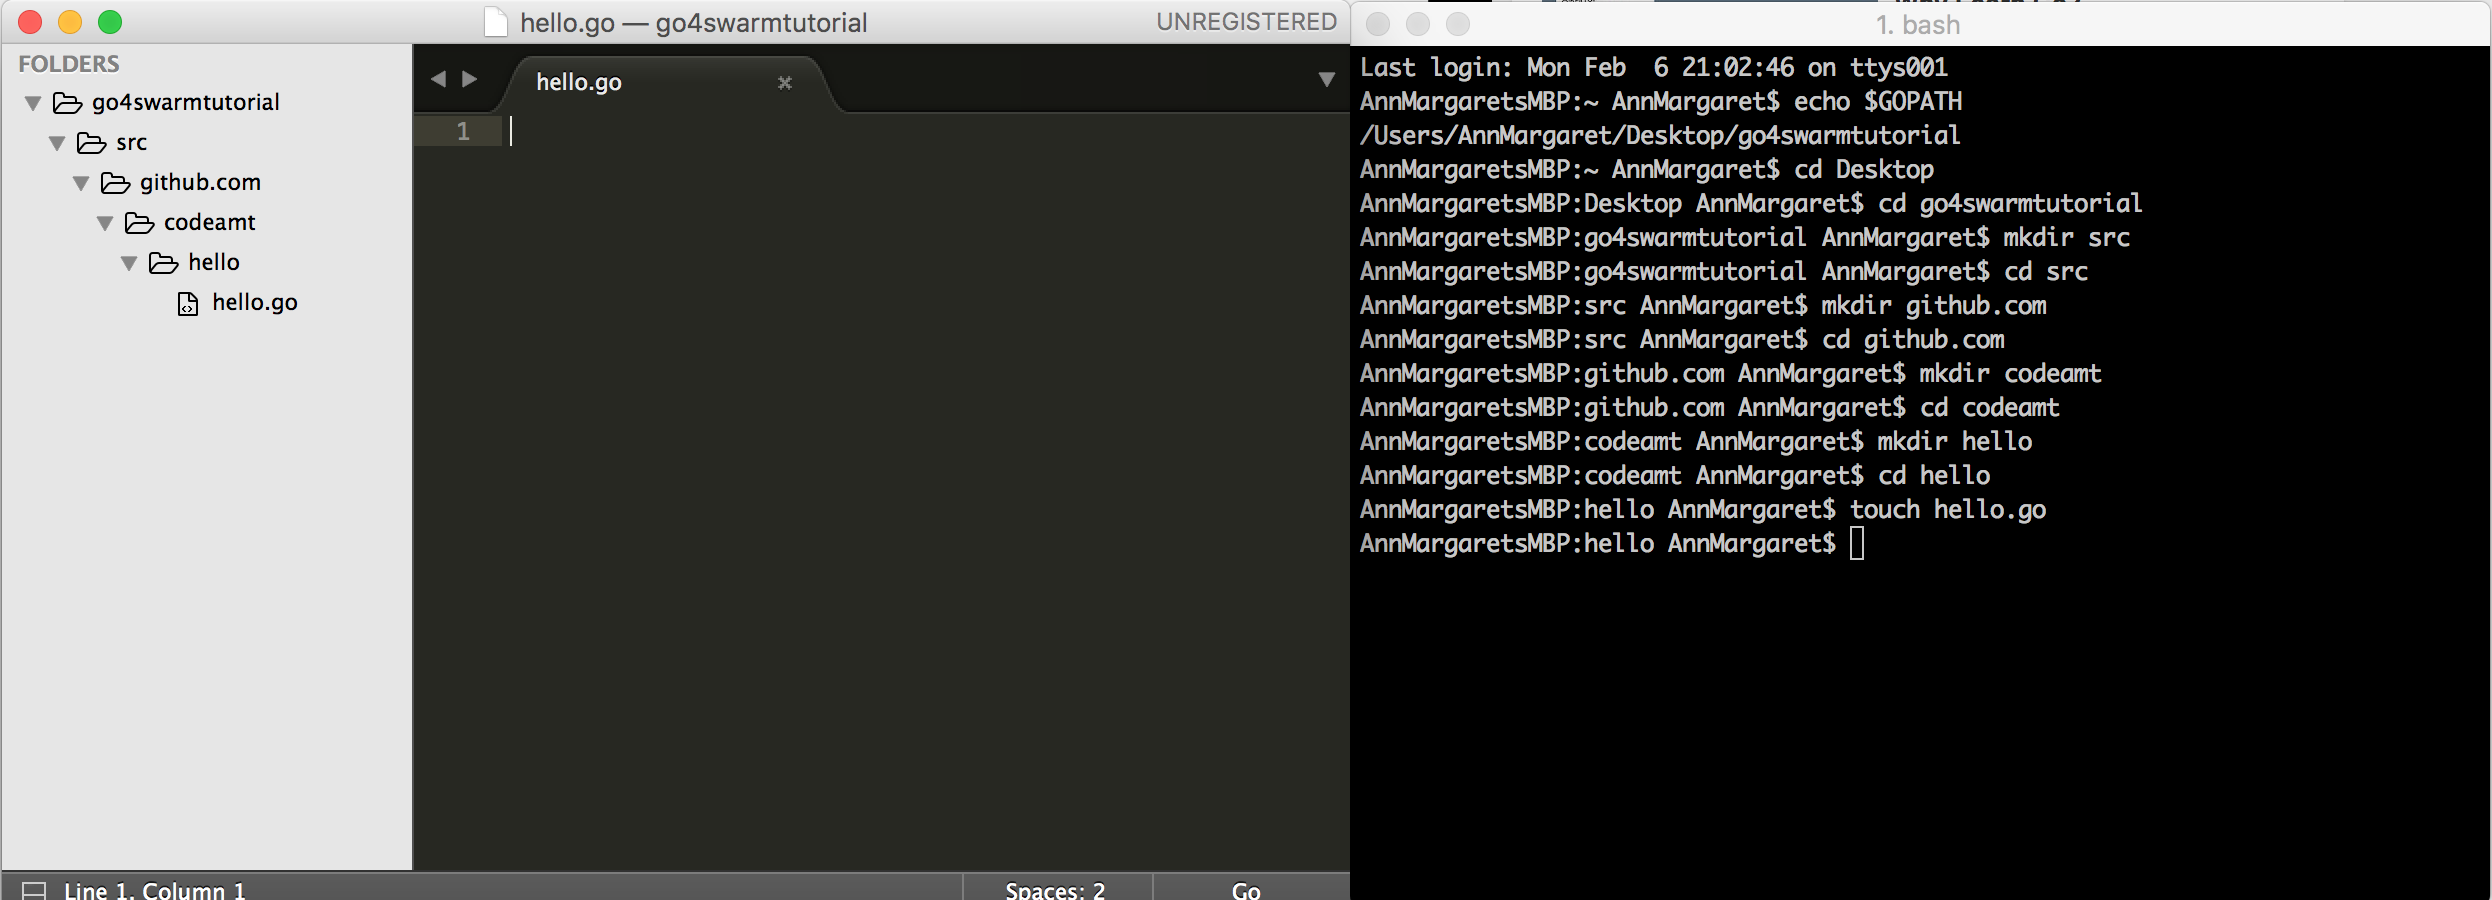 hello.go — go4swarmtutorial
UNREGISTERED
FOLDERS
go4swarmtutorial
src
github.com
codeamt
hello
hello.go
hello.go
1
Line 1, Column 1
Spaces: 2
Go
1. bash
Last login: Mon Feb  6 21:02:46 on ttys001
AnnMargaretsMBP:~ AnnMargaret$ echo $GOPATH
/Users/AnnMargaret/Desktop/go4swarmtutorial
AnnMargaretsMBP:~ AnnMargaret$ cd Desktop
AnnMargaretsMBP:Desktop AnnMargaret$ cd go4swarmtutorial
AnnMargaretsMBP:go4swarmtutorial AnnMargaret$ mkdir src
AnnMargaretsMBP:go4swarmtutorial AnnMargaret$ cd src
AnnMargaretsMBP:src AnnMargaret$ mkdir github.com
AnnMargaretsMBP:src AnnMargaret$ cd github.com
AnnMargaretsMBP:github.com AnnMargaret$ mkdir codeamt
AnnMargaretsMBP:github.com AnnMargaret$ cd codeamt
AnnMargaretsMBP:codeamt AnnMargaret$ mkdir hello
AnnMargaretsMBP:codeamt AnnMargaret$ cd hello
AnnMargaretsMBP:hello AnnMargaret$ touch hello.go
AnnMargaretsMBP:hello AnnMargaret$